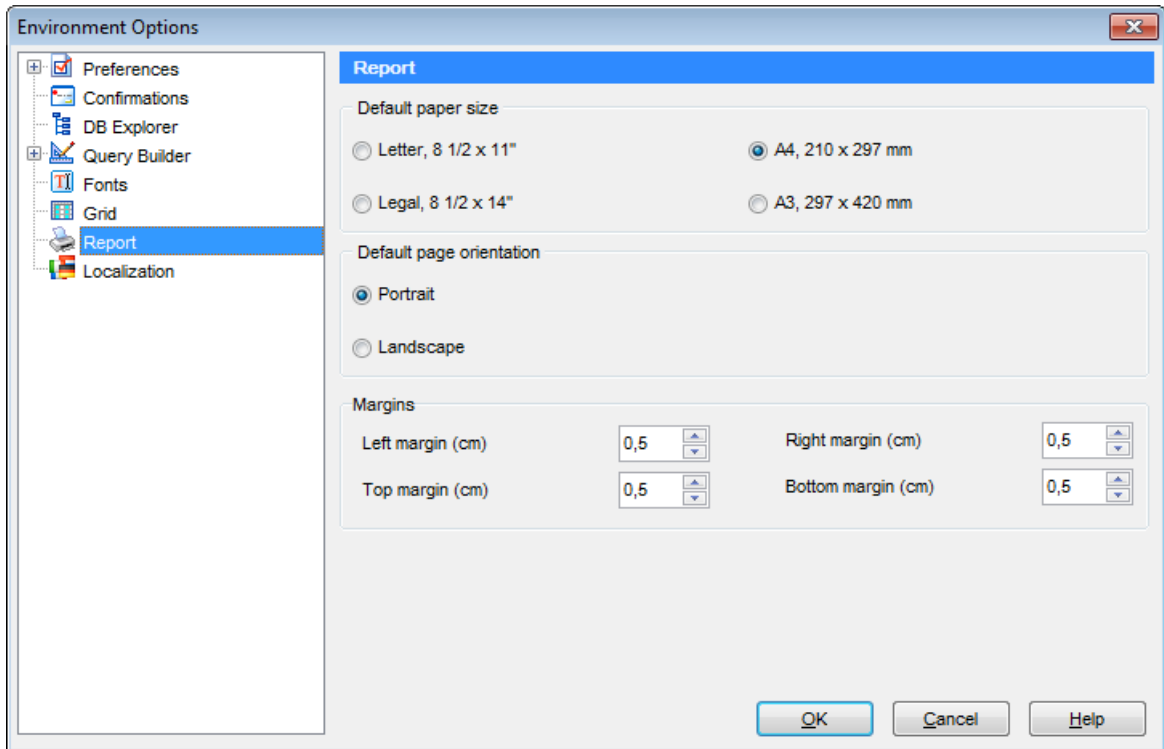 Environment Options
Preferences
Confirmations
DB Explorer
Query Builder
Fonts
Grid
Report
Localization
Report
Default paper size
Letter, 8 1/2 x 11"
A4, 210 x 297 mm
Legal, 8 1/2 x 14"
A3, 297 x 420 mm
Default page orientation
Portrait
Landscape
Margins
Left margin (cm) 0,5
Right margin (cm) 0,5
Top margin (cm) 0,5
Bottom margin (cm) 0,5
OK Cancel Help